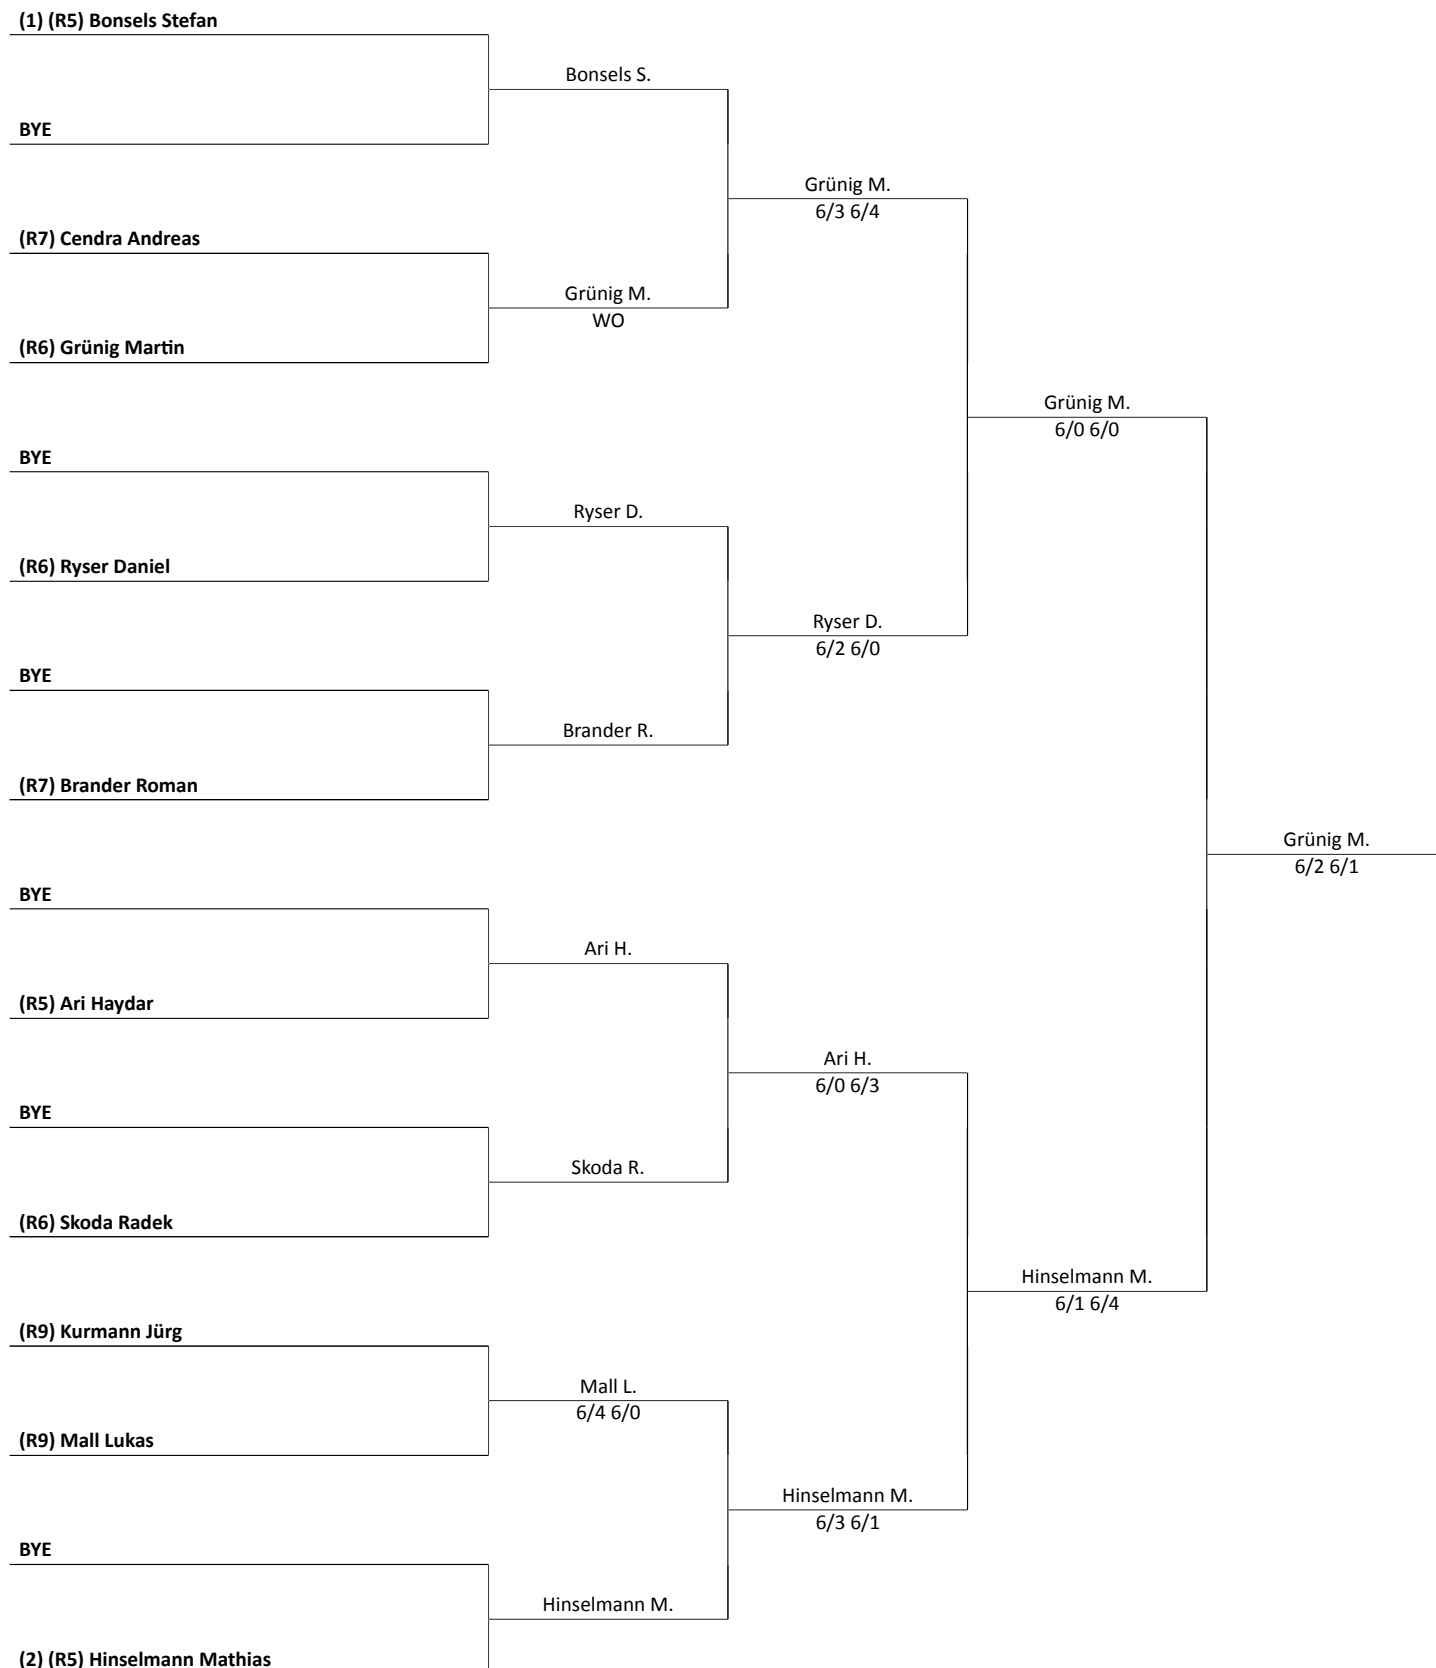 (1) (R5) Bonsels Stefan
Bonsels S.
BYE
Grünig M.
6/3 6/4
(R7) Cendra Andreas
Grünig M.
WO
(R6) Grünig Martin
Grünig M.
6/0 6/0
BYE
Ryser D.
(R6) Ryser Daniel
Ryser D.
6/2 6/0
BYE
Brander R.
(R7) Brander Roman
Grünig M.
6/2 6/1
BYE
Ari H.
(R5) Ari Haydar
Ari H.
6/0 6/3
BYE
Skoda R.
(R6) Skoda Radek
Hinselmann M.
6/1 6/4
(R9) Kurmann Jürg
Mall L.
6/4 6/0
(R9) Mall Lukas
Hinselmann M.
6/3 6/1
BYE
Hinselmann M.
(2) (R5) Hinselmann Mathias